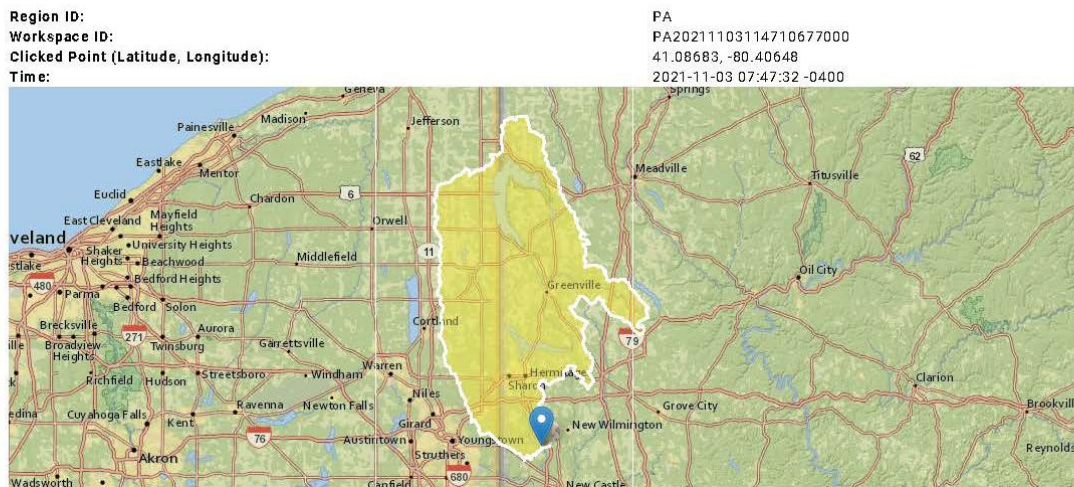 Region ID: PA
Workspace ID: PA20211103114710677000
Clicked Point (Latitude, Longitude): 41.08683, -80.40648
Time: 2021-11-03 07:47:32 -0400
Geneva
Springs
Madison
Jefferson
Painesville
62
Eastlake
Mentor
Meadville
Titusville
Euclid
6
Chardon
Orwell
East Cleveland
Mayfield Heights
veland
University Heights
11
stlake
Shaker Heights
Beachwood
Middlefield
Oil City
480
Bedford Heights
Parma
Greenville
Bedford
Solon
Cortland
Brecksville
271
Aurora
79
ille
Broadview Heights
Twinsburg
Garrettsville
Warren
Hermitage
Clarion
Richfield
Hudson
Streetsboro
Windham
Sharon
Niles
Grove City
Brookvil
edina
Cuyahoga Falls
Ravenna
Newton Falls
Kent
Girard
New Wilmington
76
Austintown
Youngstown
Reynolds
Akron
Struthers
680
Wadsworth
Canfield
New Castle